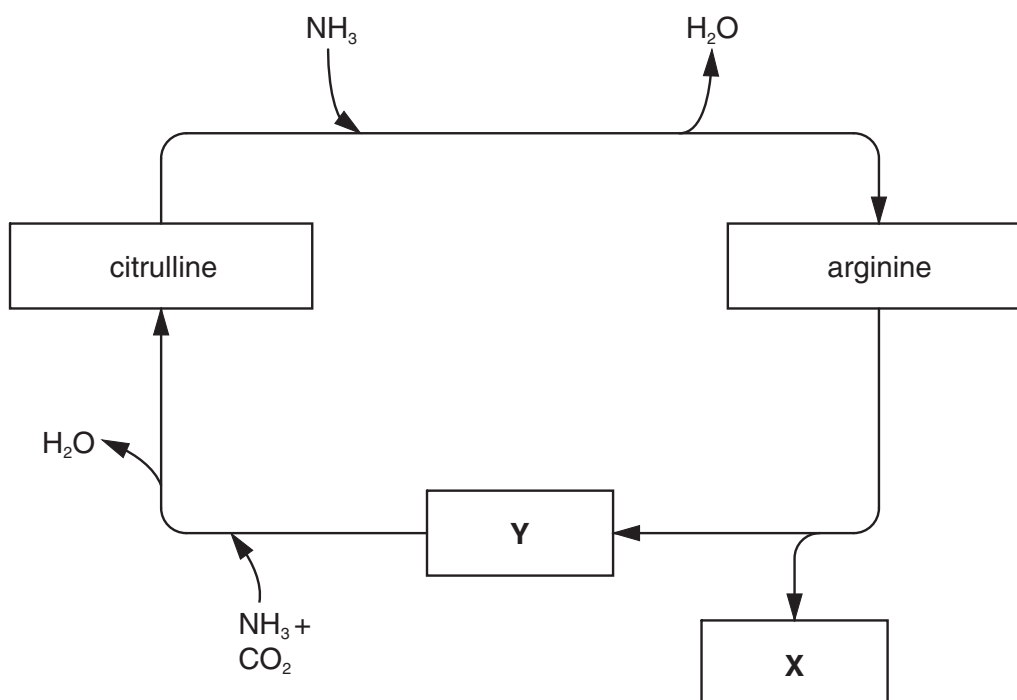 NH₃
H₂O
citrulline
arginine
H₂O
Y
NH₃ +
CO₂
X